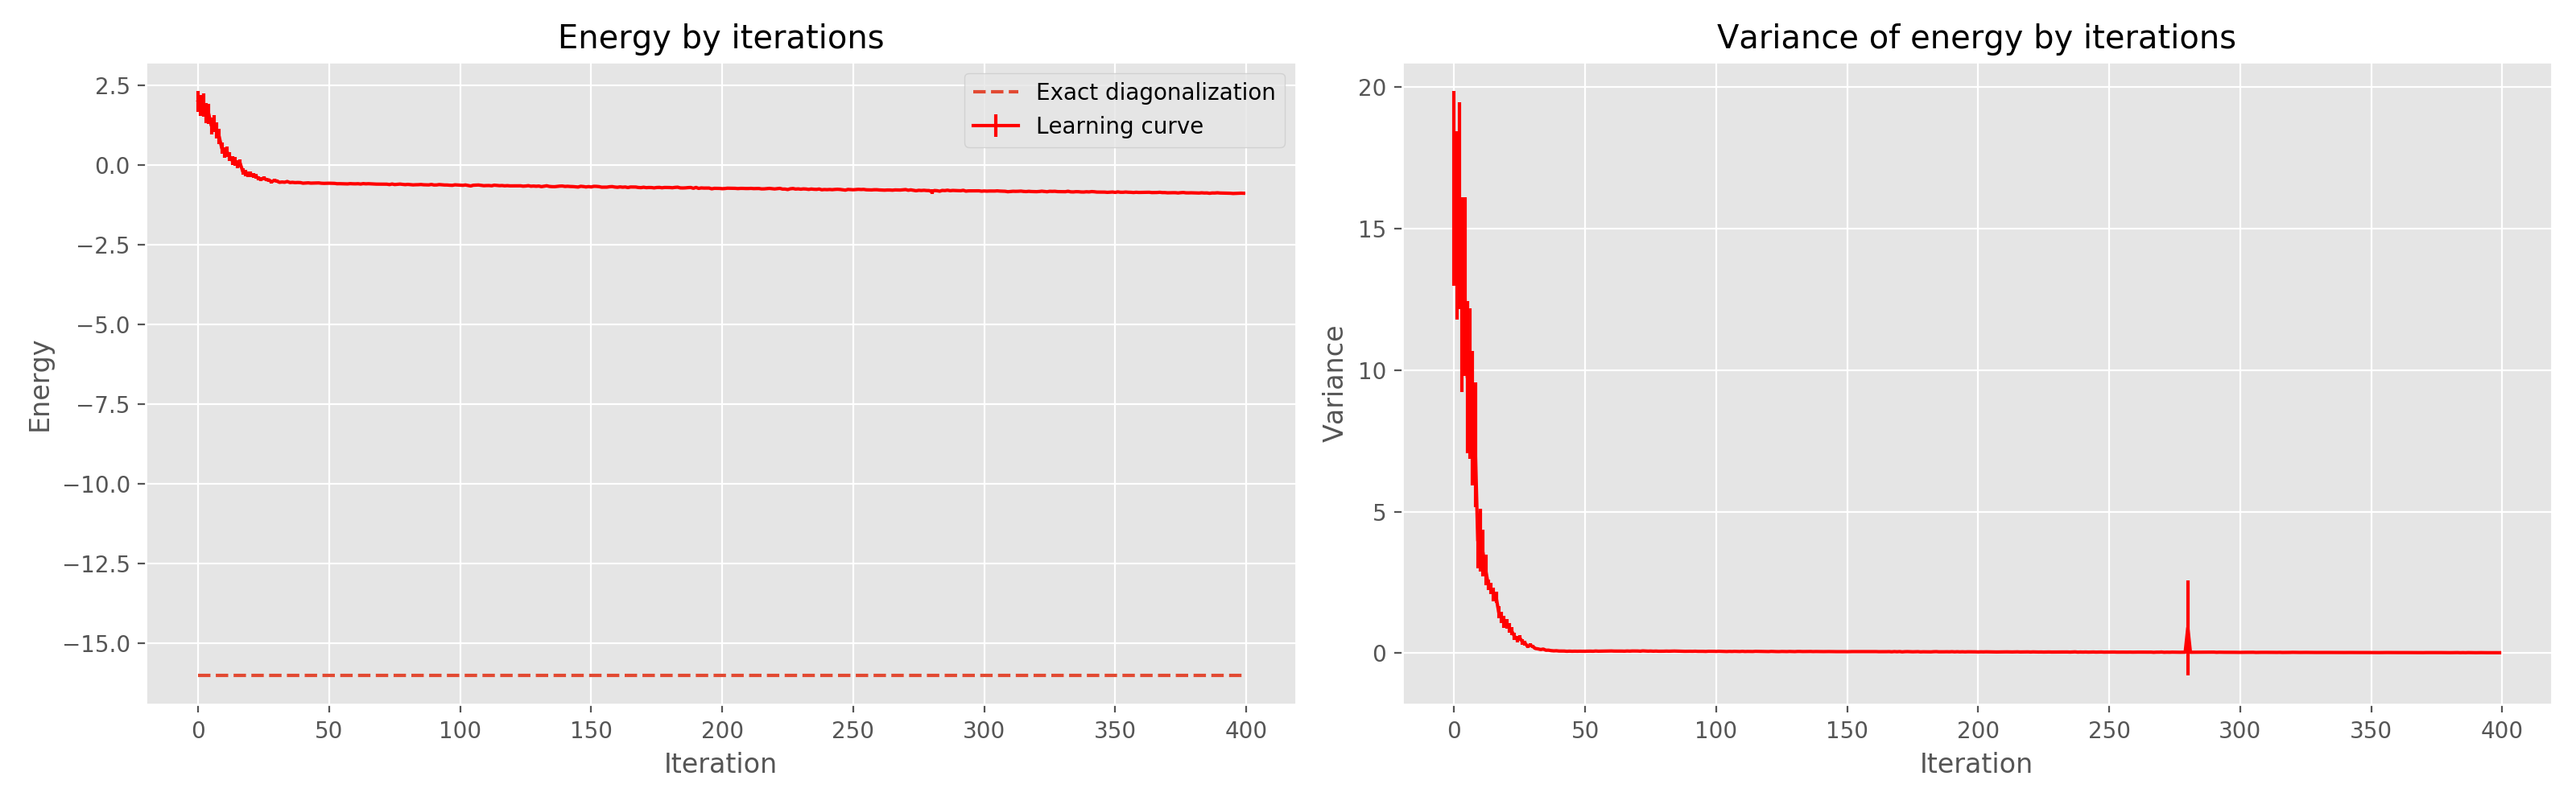 Energy by iterations
Energy
2.5
0.0
−2.5
−5.0
−7.5
−10.0
−12.5
−15.0
Exact diagonalization
Learning curve
0 50 100 150 200 250 300 350 400
Iteration
Variance of energy by iterations
Variance
20
15
10
5
0
0 50 100 150 200 250 300 350 400
Iteration